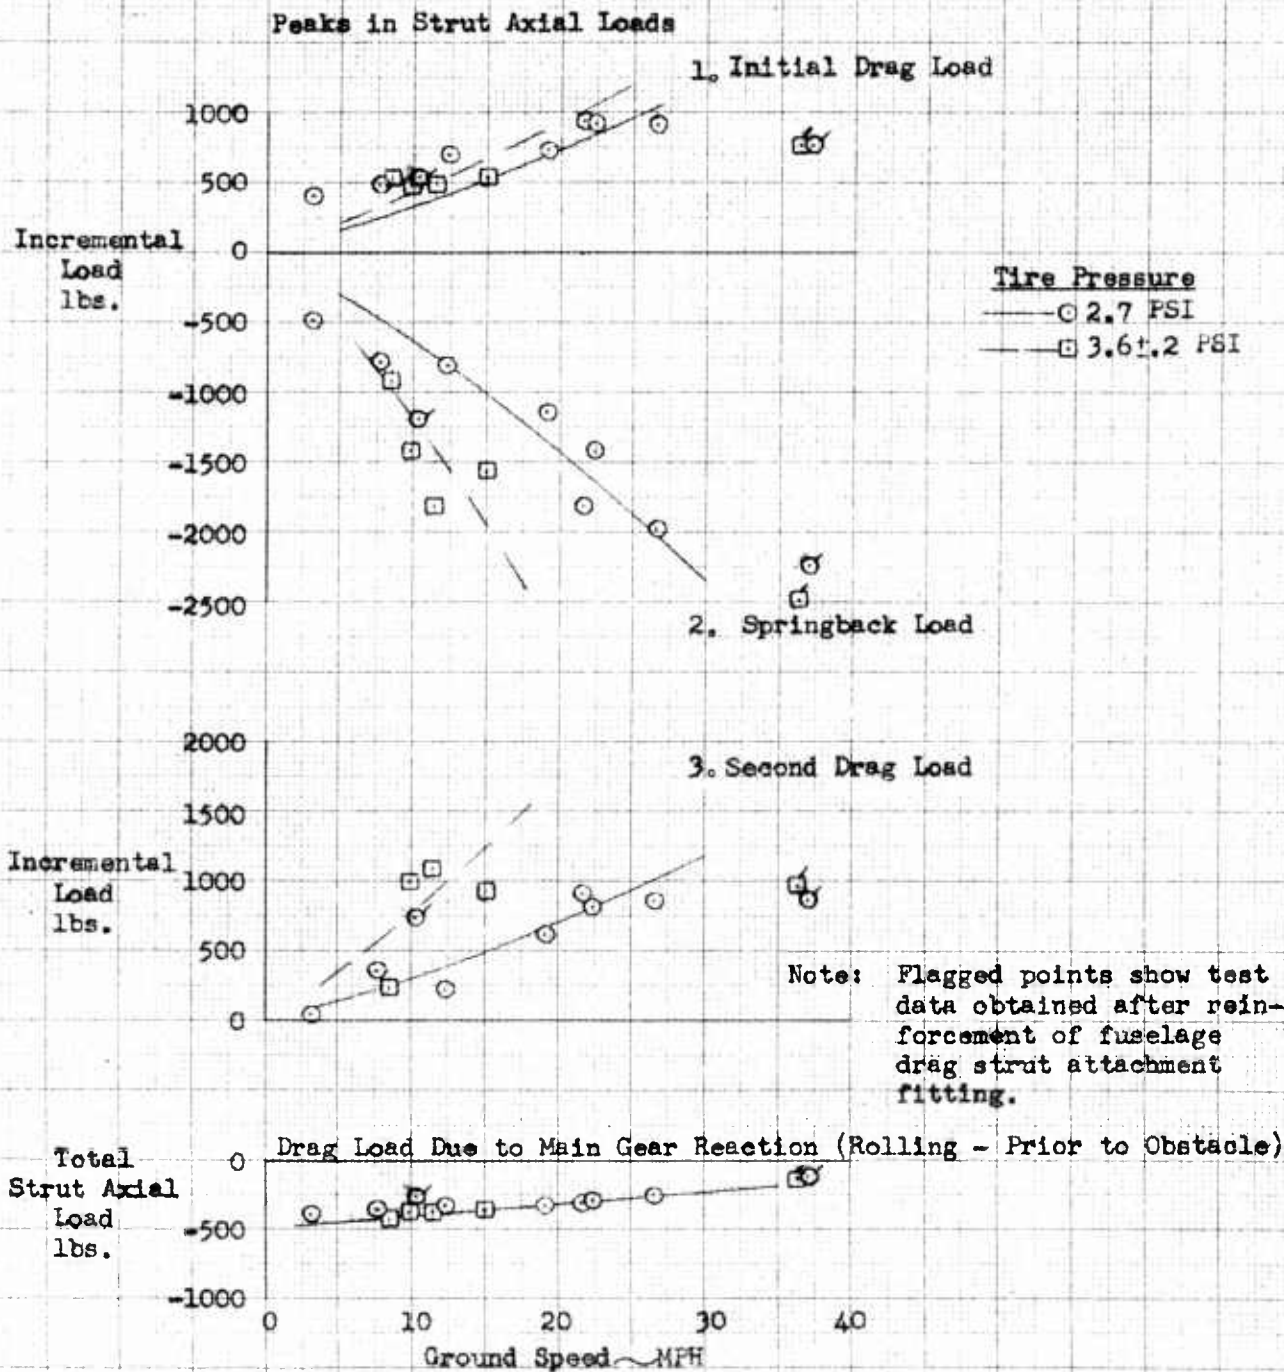 Peaks in Strut Axial Loads
1. Initial Drag Load
1000
500
0
-500
-1000
-1500
-2000
-2500
Incremental
Load
lbs.
Tire Pressure
2.7 PSI
3.6±.2 PSI
2. Springback Load
2000
1500
1000
500
0
Incremental
Load
lbs.
3. Second Drag Load
Note: Flagged points show test
data obtained after rein-
forcement of fuselage
drag strut attachment
fitting.
Drag Load Due to Main Gear Reaction (Rolling - Prior to Obstacle)
Total
Strut Axial
Load
lbs.
0
-500
-1000
0 10 20 30 40
Ground Speed ~ MPH